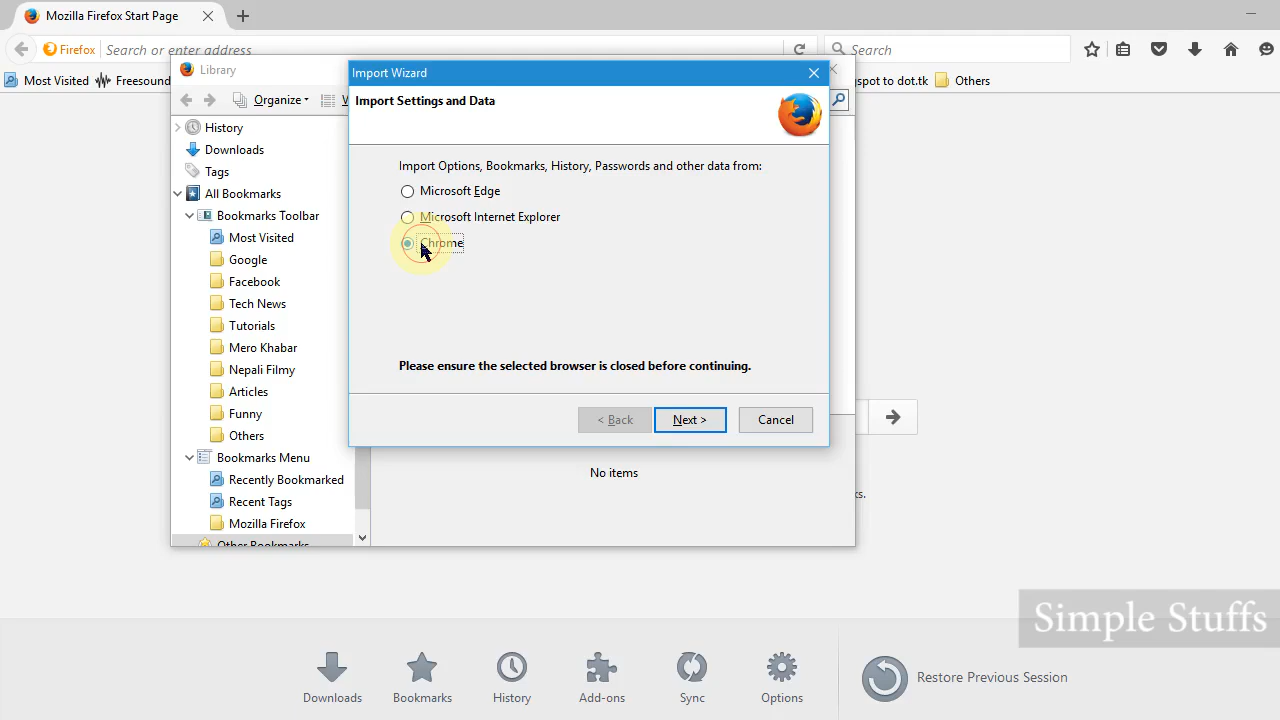 Mozilla Firefox Start Page
Firefox
Search or enter address
Search
Most Visited
Freesound
gspot to dot.tk
Others
Library
Organize
Import Wizard
Import Settings and Data
Import Options, Bookmarks, History, Passwords and other data from:
Microsoft Edge
Microsoft Internet Explorer
Chrome
Please ensure the selected browser is closed before continuing.
< Back
Next >
Cancel
History
Downloads
Tags
All Bookmarks
Bookmarks Toolbar
Most Visited
Google
Facebook
Tech News
Tutorials
Mero Khabar
Nepali Filmy
Articles
Funny
Others
Bookmarks Menu
Recently Bookmarked
Recent Tags
Mozilla Firefox
Other Bookmarks
No items
ks.
Simple Stuffs
Downloads
Bookmarks
History
Add-ons
Sync
Options
Restore Previous Session